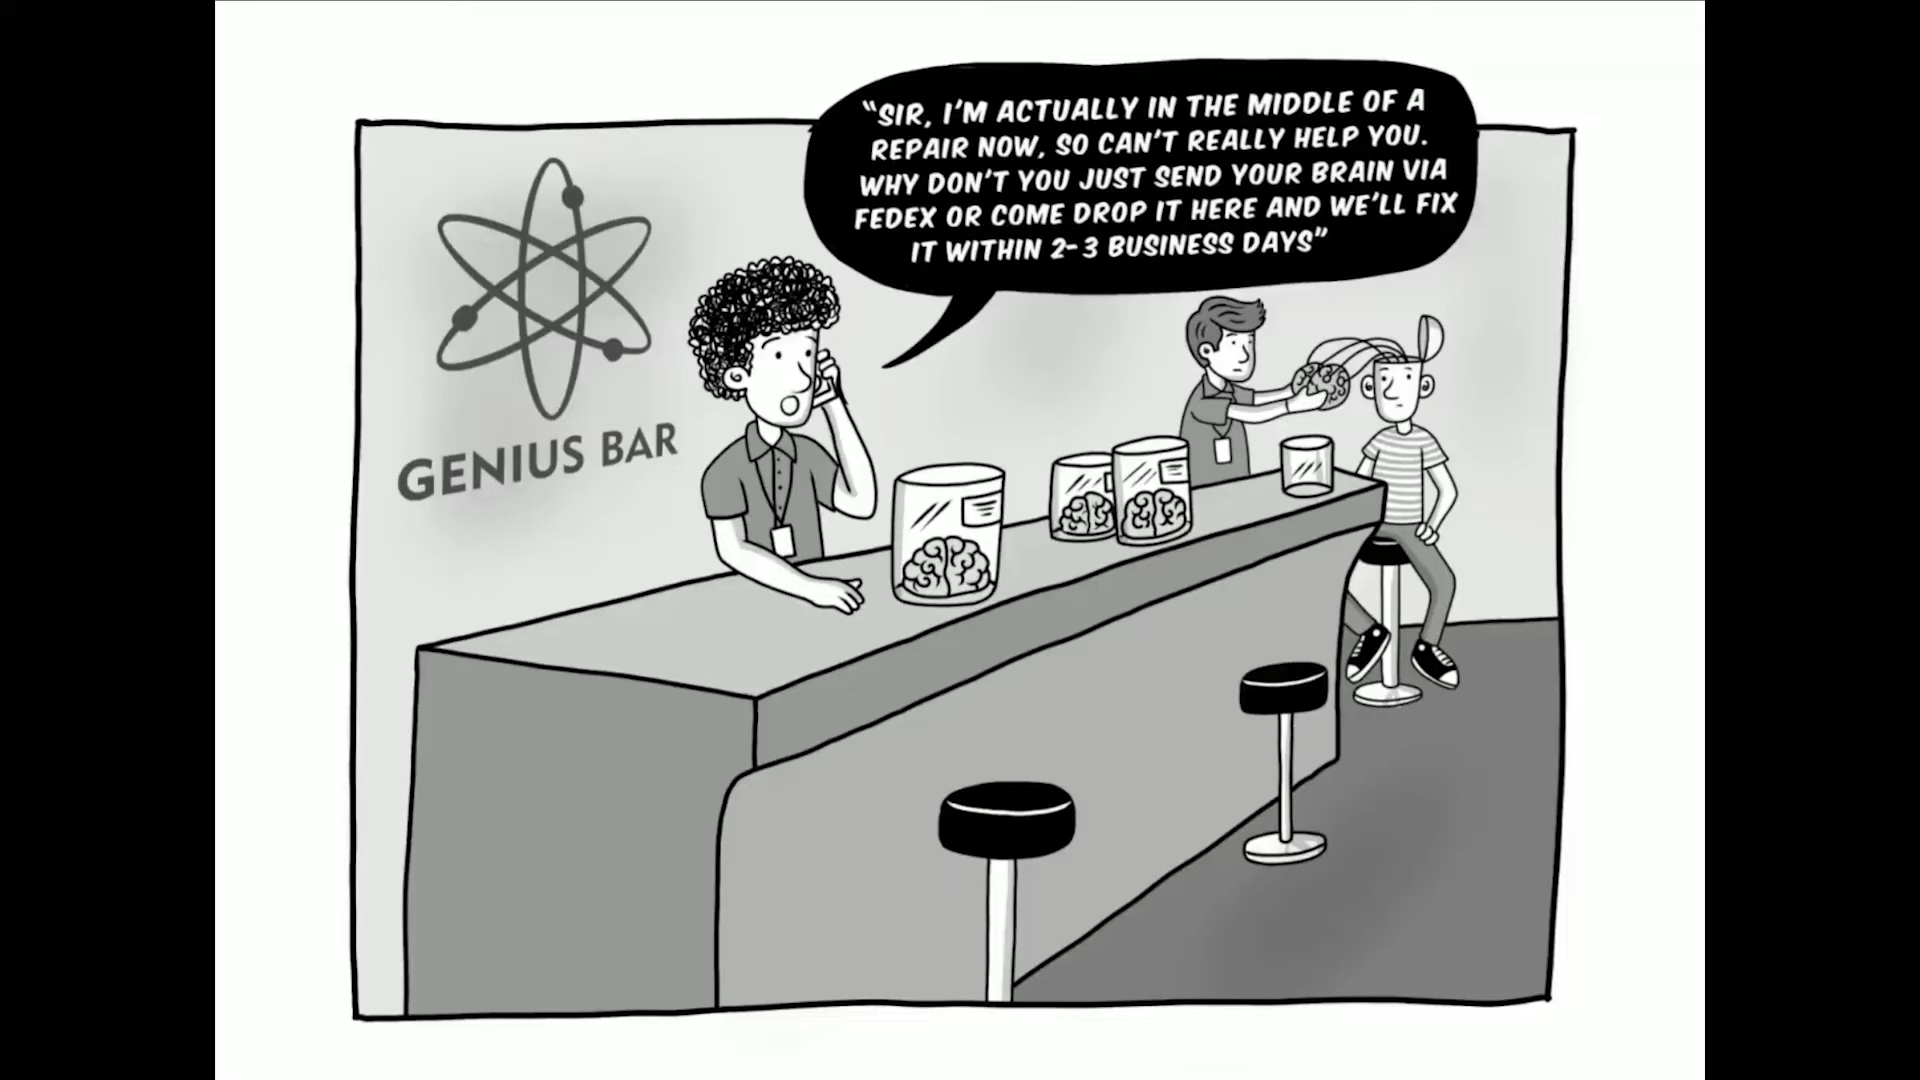 "SIR, I'M ACTUALLY IN THE MIDDLE OF A
REPAIR NOW, SO CAN'T REALLY HELP YOU.
WHY DON'T YOU JUST SEND YOUR BRAIN VIA
FEDEX OR COME DROP IT HERE AND WE'LL FIX
IT WITHIN 2-3 BUSINESS DAYS"
GENIUS BAR